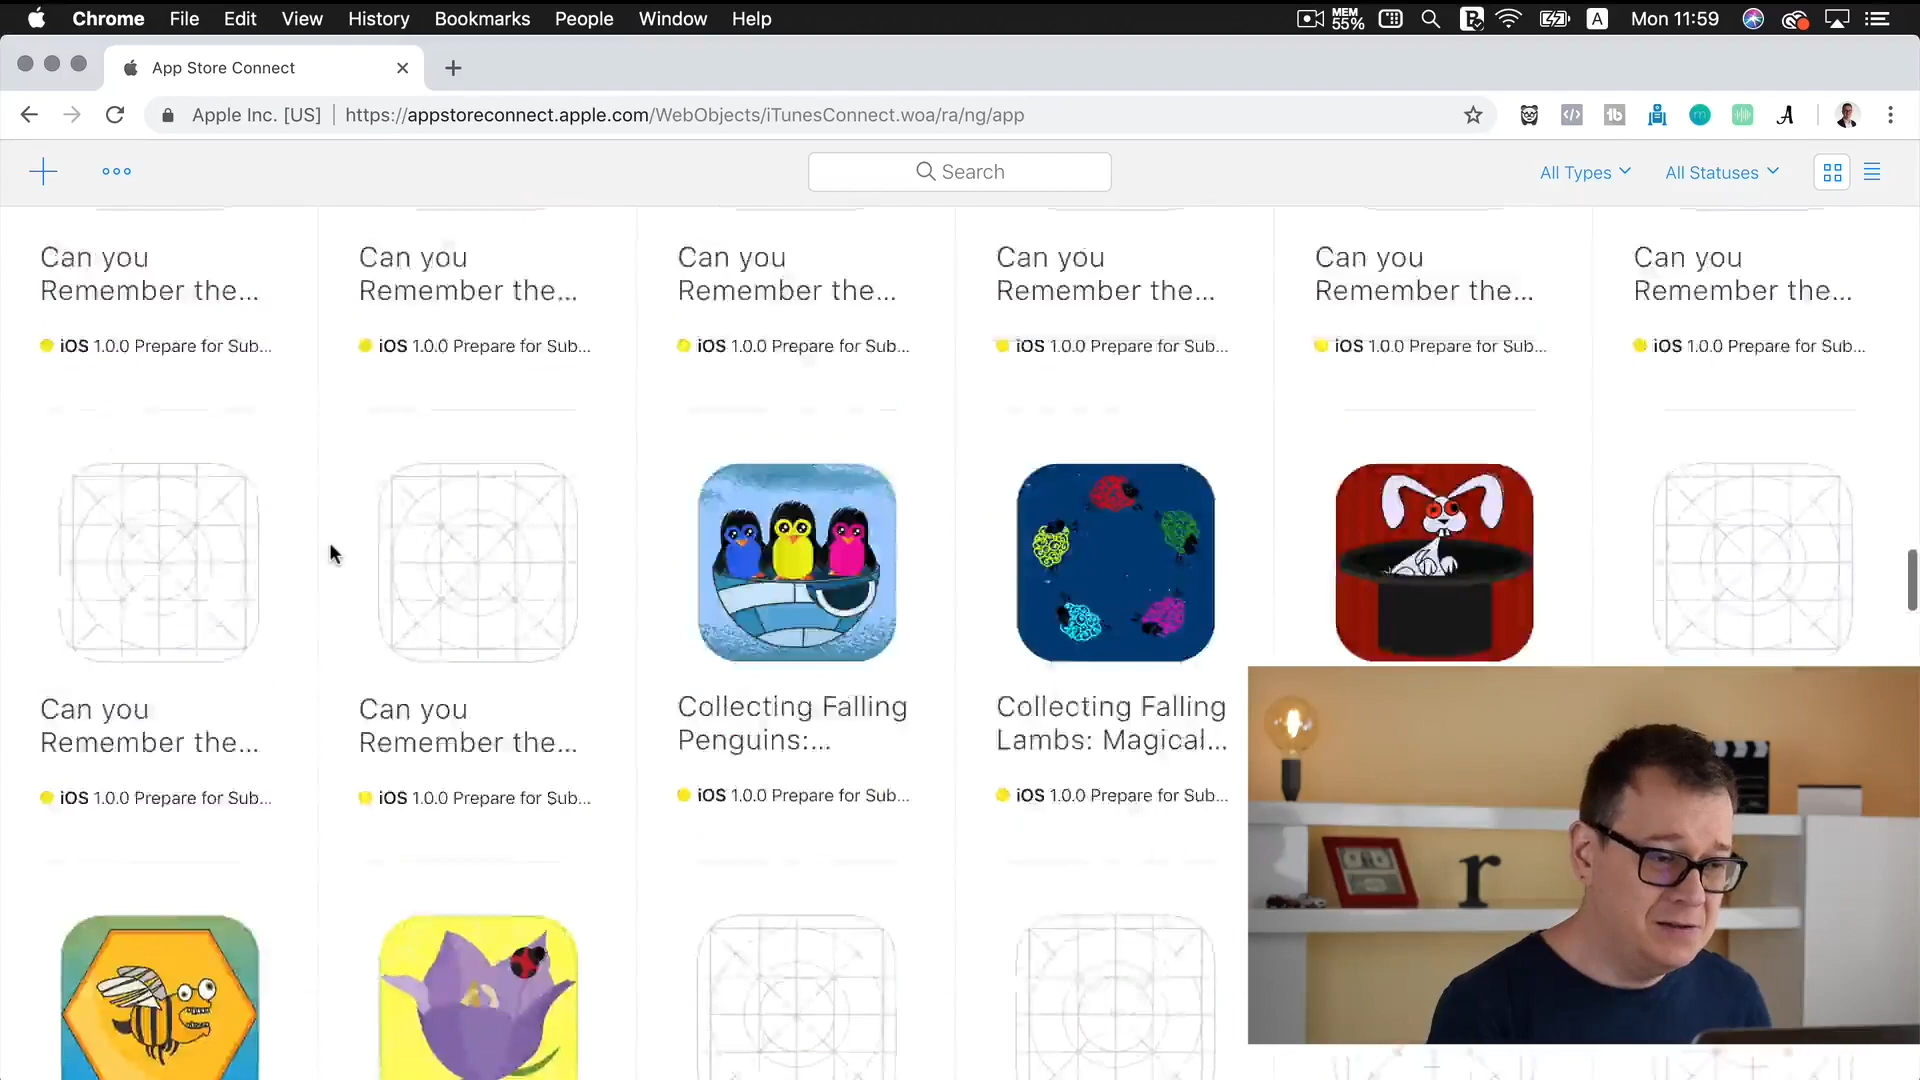 Chrome File Edit View History Bookmarks People Window Help MEM 55% A Mon 11:59
App Store Connect
Apple Inc. [US] https://appstoreconnect.apple.com/WebObjects/iTunesConnect.woa/ra/ng/app
Search All Types All Statuses
Can you Can you Can you Can you Can you Can you
Remember the... Remember the... Remember the... Remember the... Remember the... Remember the...
iOS 1.0.0 Prepare for Sub... iOS 1.0.0 Prepare for Sub... iOS 1.0.0 Prepare for Sub... iOS 1.0.0 Prepare for Sub... iOS 1.0.0 Prepare for Sub... iOS 1.0.0 Prepare for Sub...
Can you Can you Collecting Falling Collecting Falling
Remember the... Remember the... Penguins:... Lambs: Magical...
iOS 1.0.0 Prepare for Sub... iOS 1.0.0 Prepare for Sub... iOS 1.0.0 Prepare for Sub... iOS 1.0.0 Prepare for Sub...
r